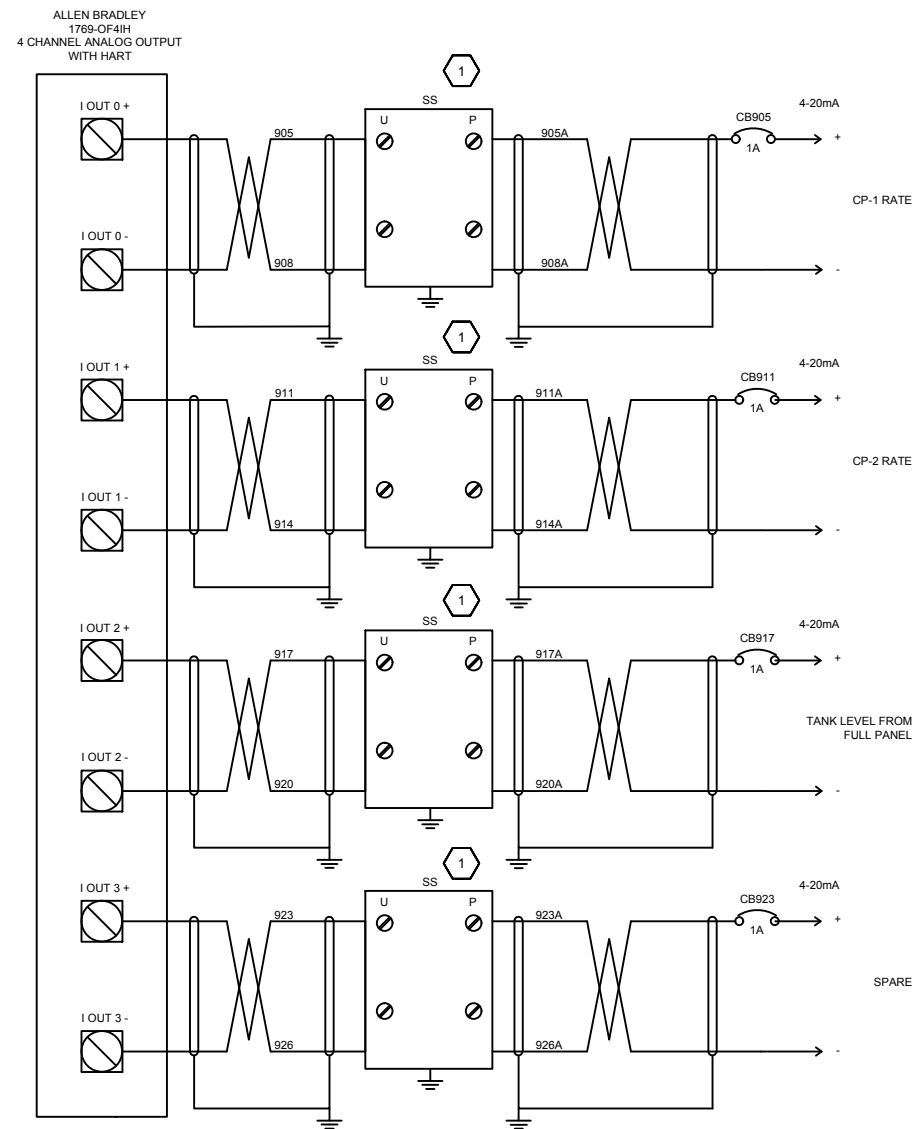 ALLEN BRADLEY
1769-OF4IH
4 CHANNEL ANALOG OUTPUT
WITH HART
1
I OUT 0 +
905
SS
U
P
905A
CB905
1A
4-20mA
+
CP-1 RATE
I OUT 0 -
908
908A
-
1
I OUT 1 +
911
SS
U
P
911A
CB911
1A
4-20mA
+
CP-2 RATE
I OUT 1 -
914
914A
-
1
I OUT 2 +
917
SS
U
P
917A
CB917
1A
4-20mA
+
TANK LEVEL FROM
FULL PANEL
I OUT 2 -
920
920A
-
1
I OUT 3 +
923
SS
U
P
923A
CB923
1A
4-20mA
+
SPARE
I OUT 3 -
926
926A
-